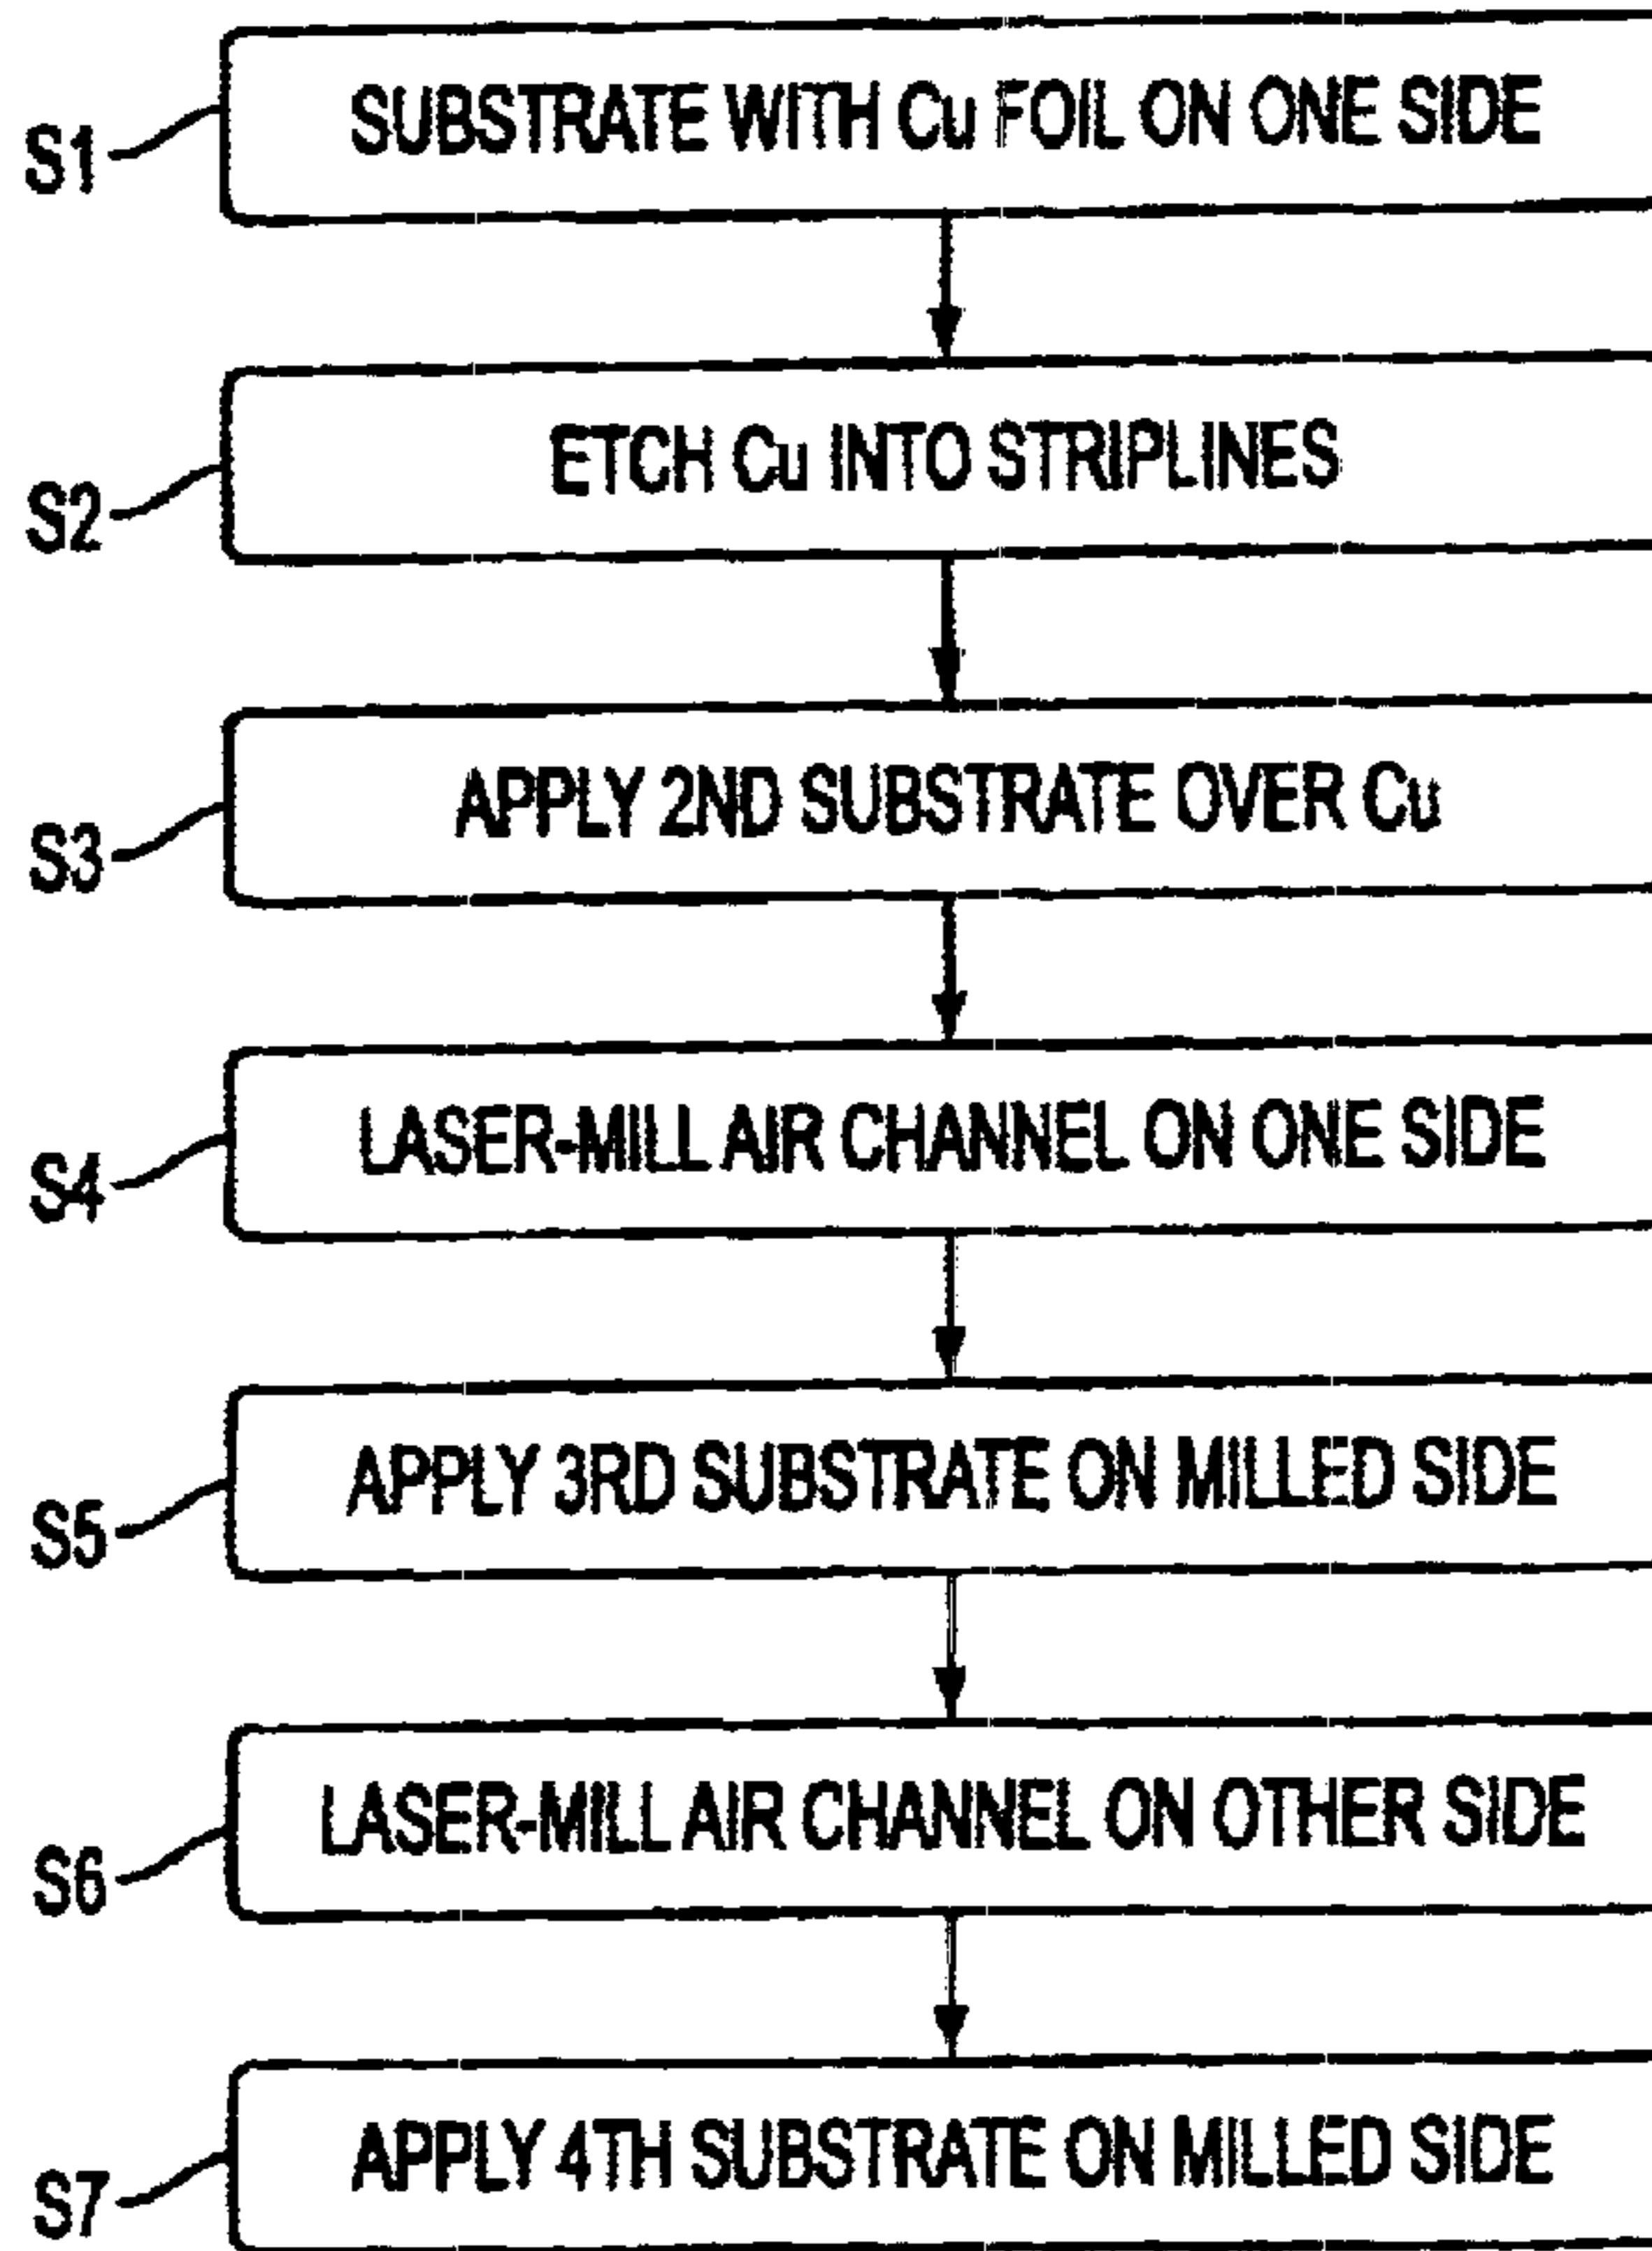 S1 SUBSTRATE WITH Cu FOIL ON ONE SIDE
S2 ETCH Cu INTO STRIPLINES
S3 APPLY 2ND SUBSTRATE OVER Cu
S4 LASER-MILL AIR CHANNEL ON ONE SIDE
S5 APPLY 3RD SUBSTRATE ON MILLED SIDE
S6 LASER-MILL AIR CHANNEL ON OTHER SIDE
S7 APPLY 4TH SUBSTRATE ON MILLED SIDE